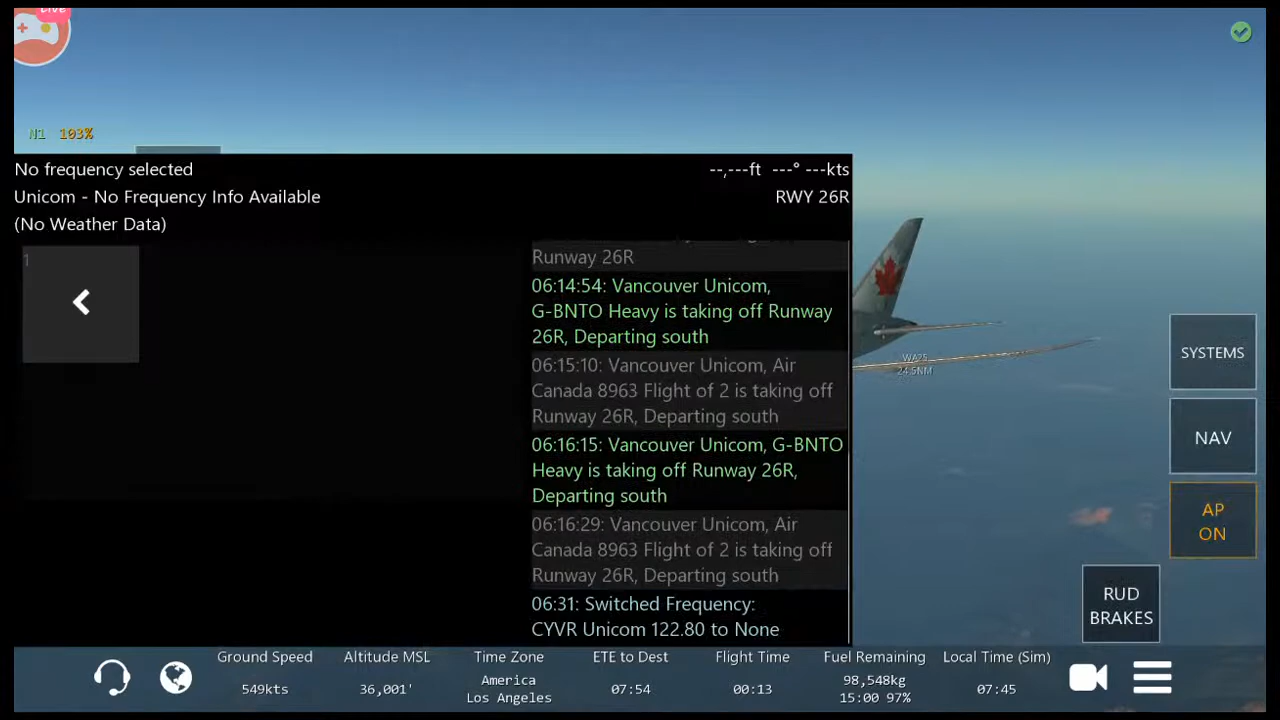 Live
N1 103%
No frequency selected
--,---ft ---° ---kts
Unicom - No Frequency Info Available
RWY 26R
(No Weather Data)
1
Runway 26R
06:14:54: Vancouver Unicom,
G-BNTO Heavy is taking off Runway
26R, Departing south
06:15:10: Vancouver Unicom, Air
Canada 8963 Flight of 2 is taking off
Runway 26R, Departing south
06:16:15: Vancouver Unicom, G-BNTO
Heavy is taking off Runway 26R,
Departing south
06:16:29: Vancouver Unicom, Air
Canada 8963 Flight of 2 is taking off
Runway 26R, Departing south
06:31: Switched Frequency:
CYVR Unicom 122.80 to None
WA25
24.5NM
SYSTEMS
NAV
AP
ON
RUD
BRAKES
Ground Speed
549kts
Altitude MSL
36,001'
Time Zone
America
Los Angeles
ETE to Dest
07:54
Flight Time
00:13
Fuel Remaining
98,548kg
15:00 97%
Local Time (Sim)
07:45